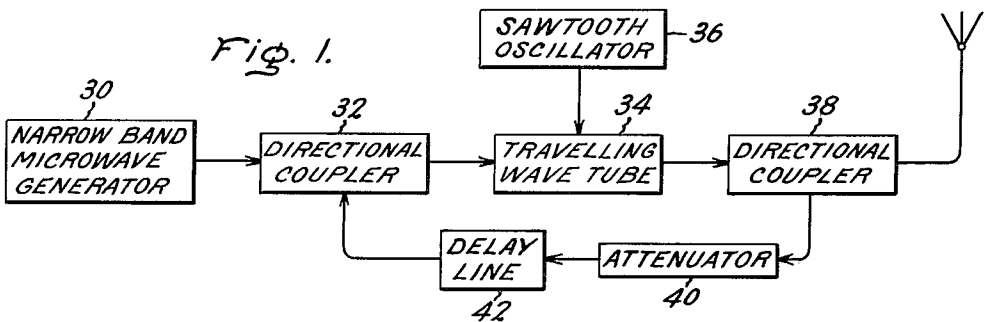 Fig. 1.
SAWTOOTH
OSCILLATOR
36
30
NARROW BAND
MICROWAVE
GENERATOR
32
DIRECTIONAL
COUPLER
34
TRAVELLING
WAVE TUBE
38
DIRECTIONAL
COUPLER
DELAY
LINE
42
ATTENUATOR
40